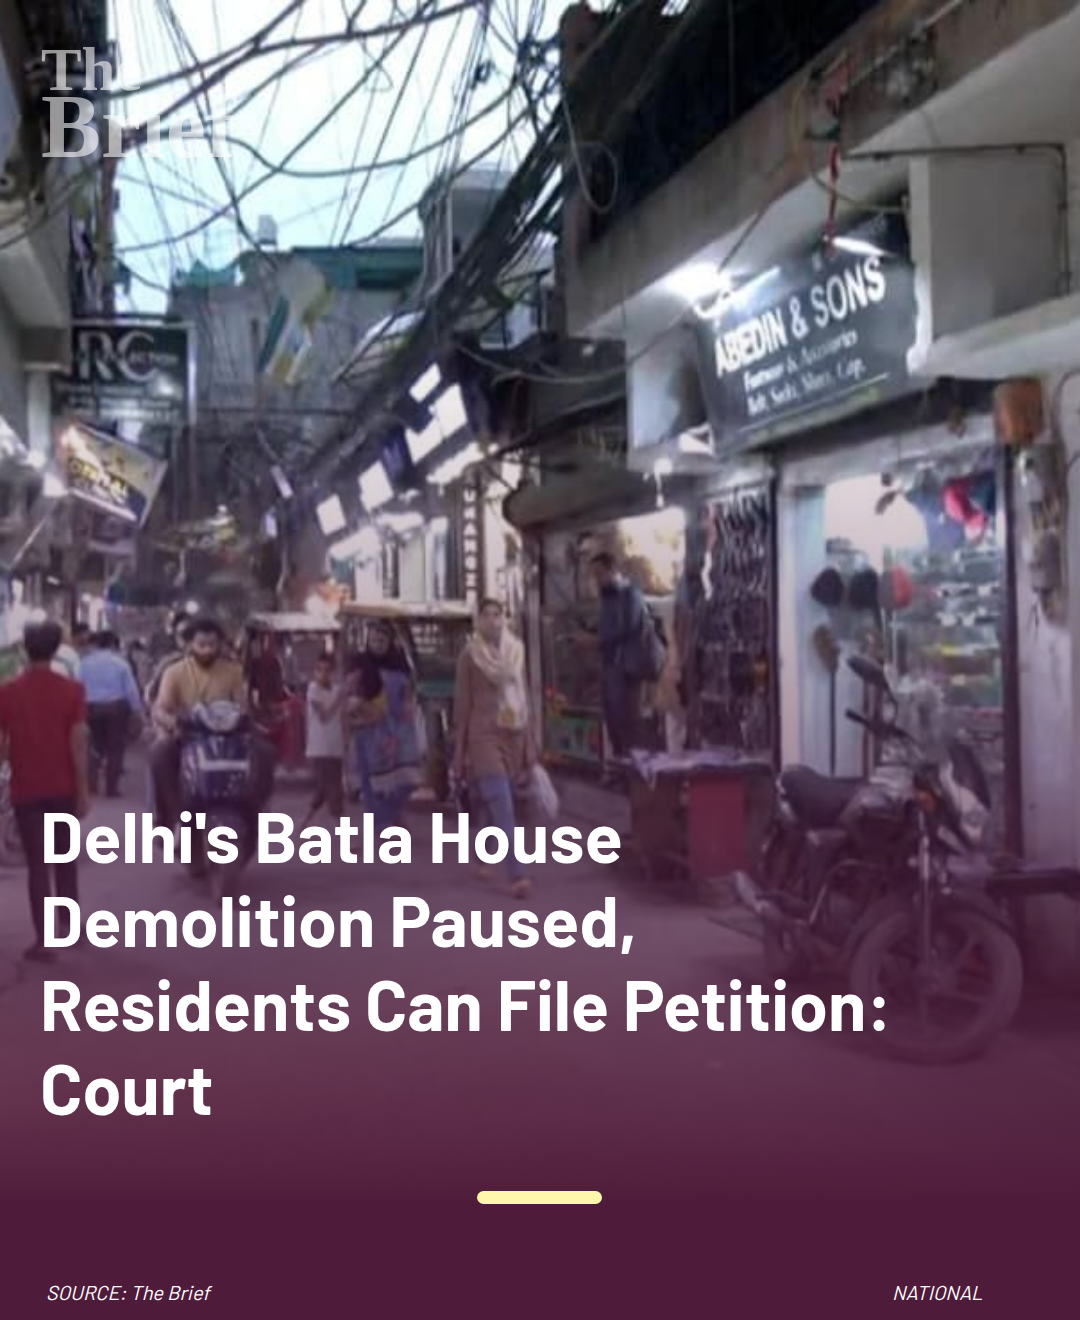 The
Brief
RC
ABEDIN & SONS
Footwear & Accessories
Belt, Socks, Shoes, Cap,
Delhi's Batla House
Demolition Paused,
Residents Can File Petition:
Court
SOURCE: The Brief
NATIONAL